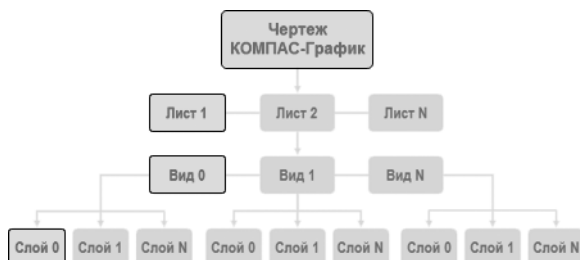 Чертеж
КОМПАС-График
Лист 1 Лист 2 Лист N
Вид 0 Вид 1 Вид N
Слой 0 Слой 1 Слой N Слой 0 Слой 1 Слой N Слой 0 Слой 1 Слой N